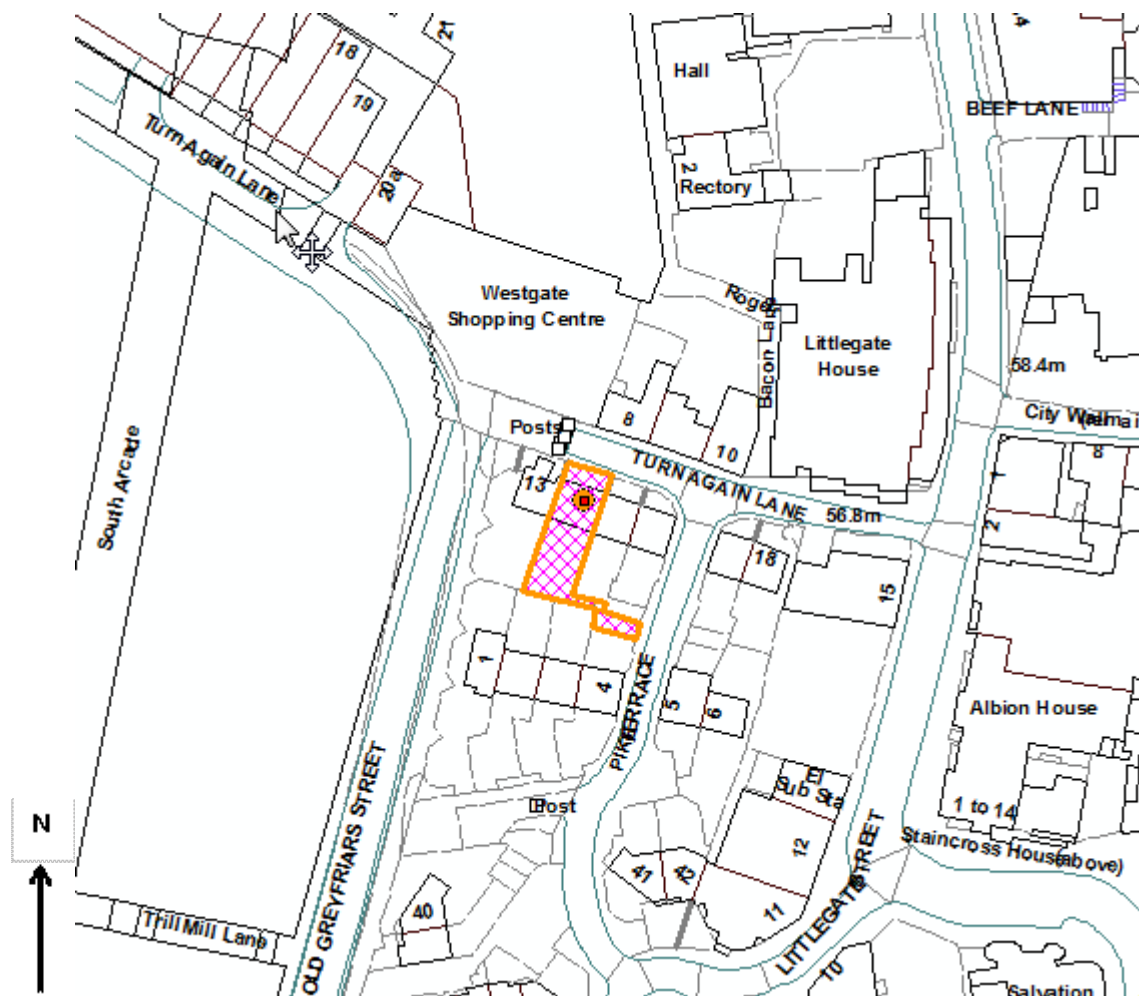 21
18
19
Hall
BEEF LANE
Turn Again Lane
20a
2
Rectory
Westgate
Shopping Centre
Roger
Bacon Lane
Littlegate
House
58.4m
City Wall
8
10
Posts
TURN AGAIN LANE
56.8m
8
1
2
13
18
15
South Arcade
1
4
5
6
PIKE TERRACE
Albion House
El
Sub Sta
Post
12
1 to 14
Staincross House (above)
N
OLD GREYFRIARS STREET
LITTLEGATE STREET
41
42
11
40
Trill Mill Lane
10
Salvation